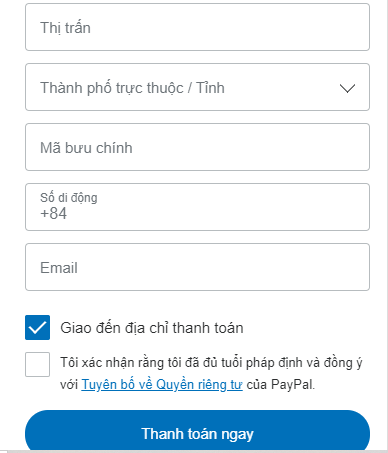 Thị trấn
Thành phố trực thuộc / Tỉnh
Mã bưu chính
Số di động
+84
Email
Giao đến địa chỉ thanh toán
Tôi xác nhận rằng tôi đã đủ tuổi pháp định và đồng ý
với Tuyên bố về Quyền riêng tư của PayPal.
Thanh toán ngay